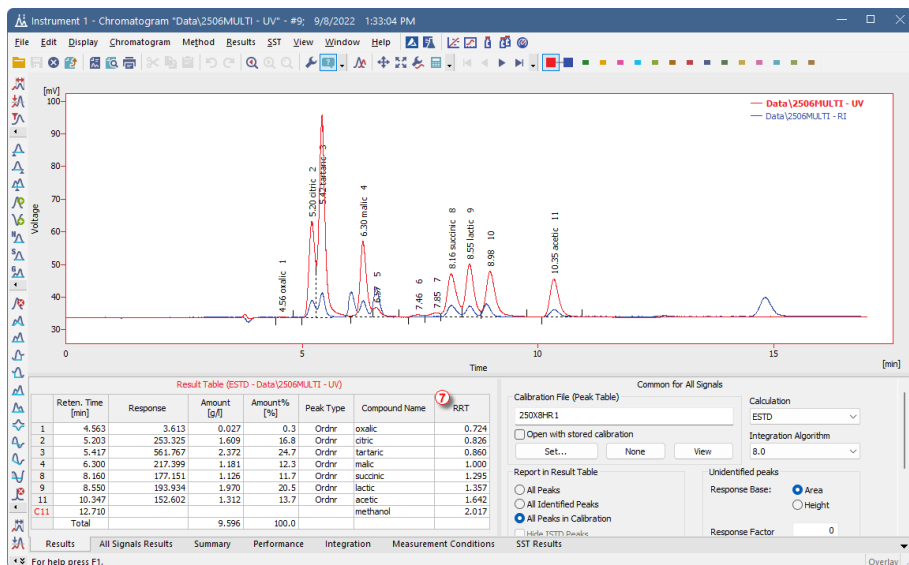 Instrument 1 - Chromatogram "Data\2506MULTI - UV" - #9;  9/8/2022  1:33:04 PM
File Edit Display Chromatogram Method Results SST View Window Help
[mV]
100
90
80
70
60
50
40
30
Voltage
0
5
10
15
[min]
Time
Data\2506MULTI - UV
Data\2506MULTI - RI
4.56 oxalic 1
5.20 citric 2
5.42 tartaric 3
6.30 malic 4
6.57 5
7.46 6
7.85 7
8.16 succinic 8
8.55 lactic 9
8.98 10
10.35 acetic 11
Result Table (ESTD - Data\2506MULTI - UV)
7
Reten. Time [min] Response Amount [g/l] Amount% [%] Peak Type Compound Name RRT
1 4.563 3.613 0.027 0.3 Ordnr oxalic 0.724
2 5.203 253.325 1.609 16.8 Ordnr citric 0.826
3 5.417 561.767 2.372 24.7 Ordnr tartaric 0.860
4 6.300 217.399 1.181 12.3 Ordnr malic 1.000
8 8.160 177.151 1.126 11.7 Ordnr succinic 1.295
9 8.550 193.934 1.970 20.5 Ordnr lactic 1.357
11 10.347 152.602 1.312 13.7 Ordnr acetic 1.642
C11 12.710 methanol 2.017
Total 9.596 100.0
Common for All Signals
Calibration File (Peak Table)
250X8HR1
Open with stored calibration
Set... None View
Calculation
ESTD
Integration Algorithm
8.0
Report in Result Table
All Peaks
All Identified Peaks
All Peaks in Calibration
Hide ISTD Peaks
Unidentified peaks
Response Base: Area
Height
Response Factor 0
Results All Signals Results Summary Performance Integration Measurement Conditions SST Results
For help press F1.
Overlay